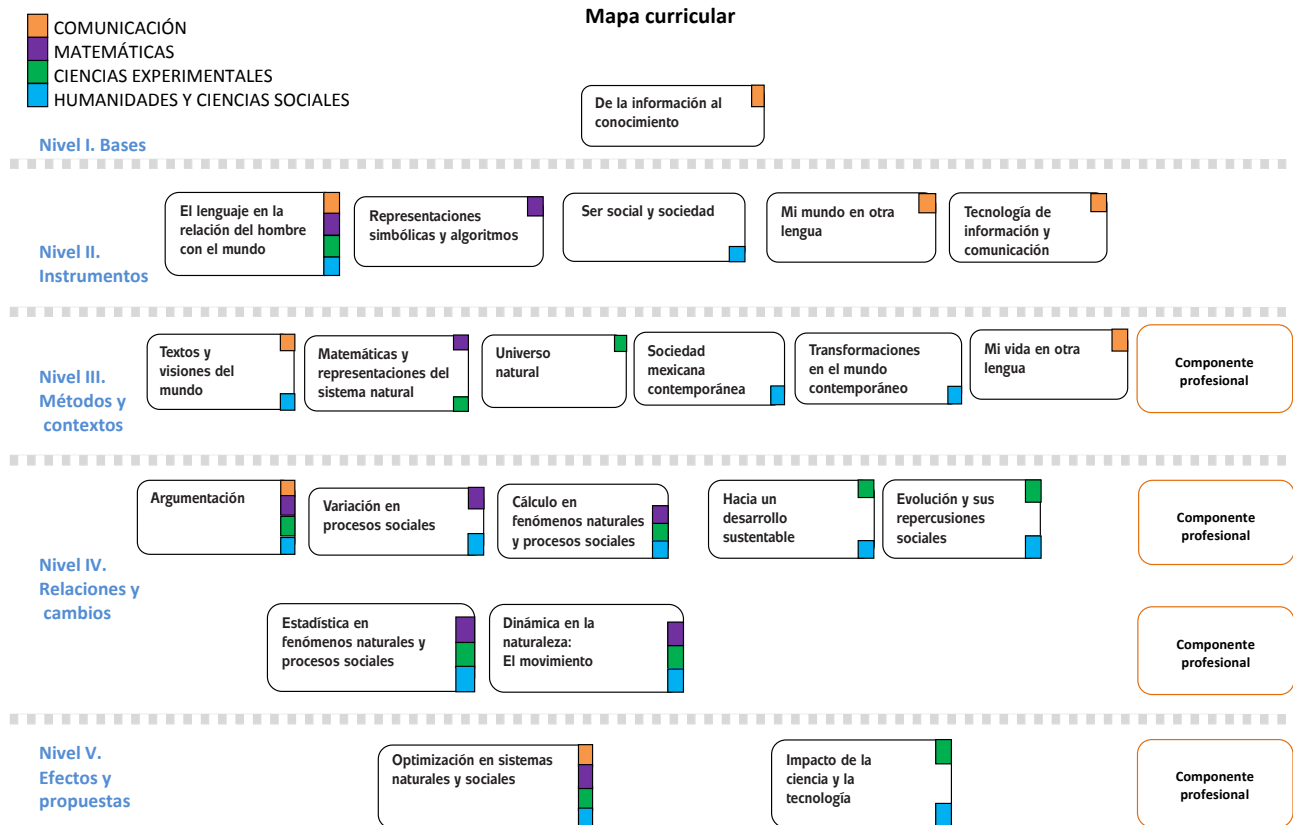 Mapa curricular
COMUNICACIÓN
MATEMÁTICAS
CIENCIAS EXPERIMENTALES
HUMANIDADES Y CIENCIAS SOCIALES
De la información al
conocimiento
Nivel I. Bases
El lenguaje en la
relación del hombre
con el mundo
Representaciones
simbólicas y algoritmos
Ser social y sociedad
Mi mundo en otra
lengua
Tecnología de
información y
comunicación
Nivel II.
Instrumentos
Textos y
visiones del
mundo
Matemáticas y
representaciones del
sistema natural
Universo
natural
Sociedad
mexicana
contemporánea
Transformaciones
en el mundo
contemporáneo
Mi vida en otra
lengua
Componente
profesional
Nivel III.
Métodos y
contextos
Argumentación
Variación en
procesos sociales
Cálculo en
fenómenos naturales
y procesos sociales
Hacia un
desarrollo
sustentable
Evolución y sus
repercusiones
sociales
Componente
profesional
Nivel IV.
Relaciones y
cambios
Estadística en
fenómenos naturales y
procesos sociales
Dinámica en la
naturaleza:
El movimiento
Componente
profesional
Nivel V.
Efectos y
propuestas
Optimización en sistemas
naturales y sociales
Impacto de la
ciencia y la
tecnología
Componente
profesional